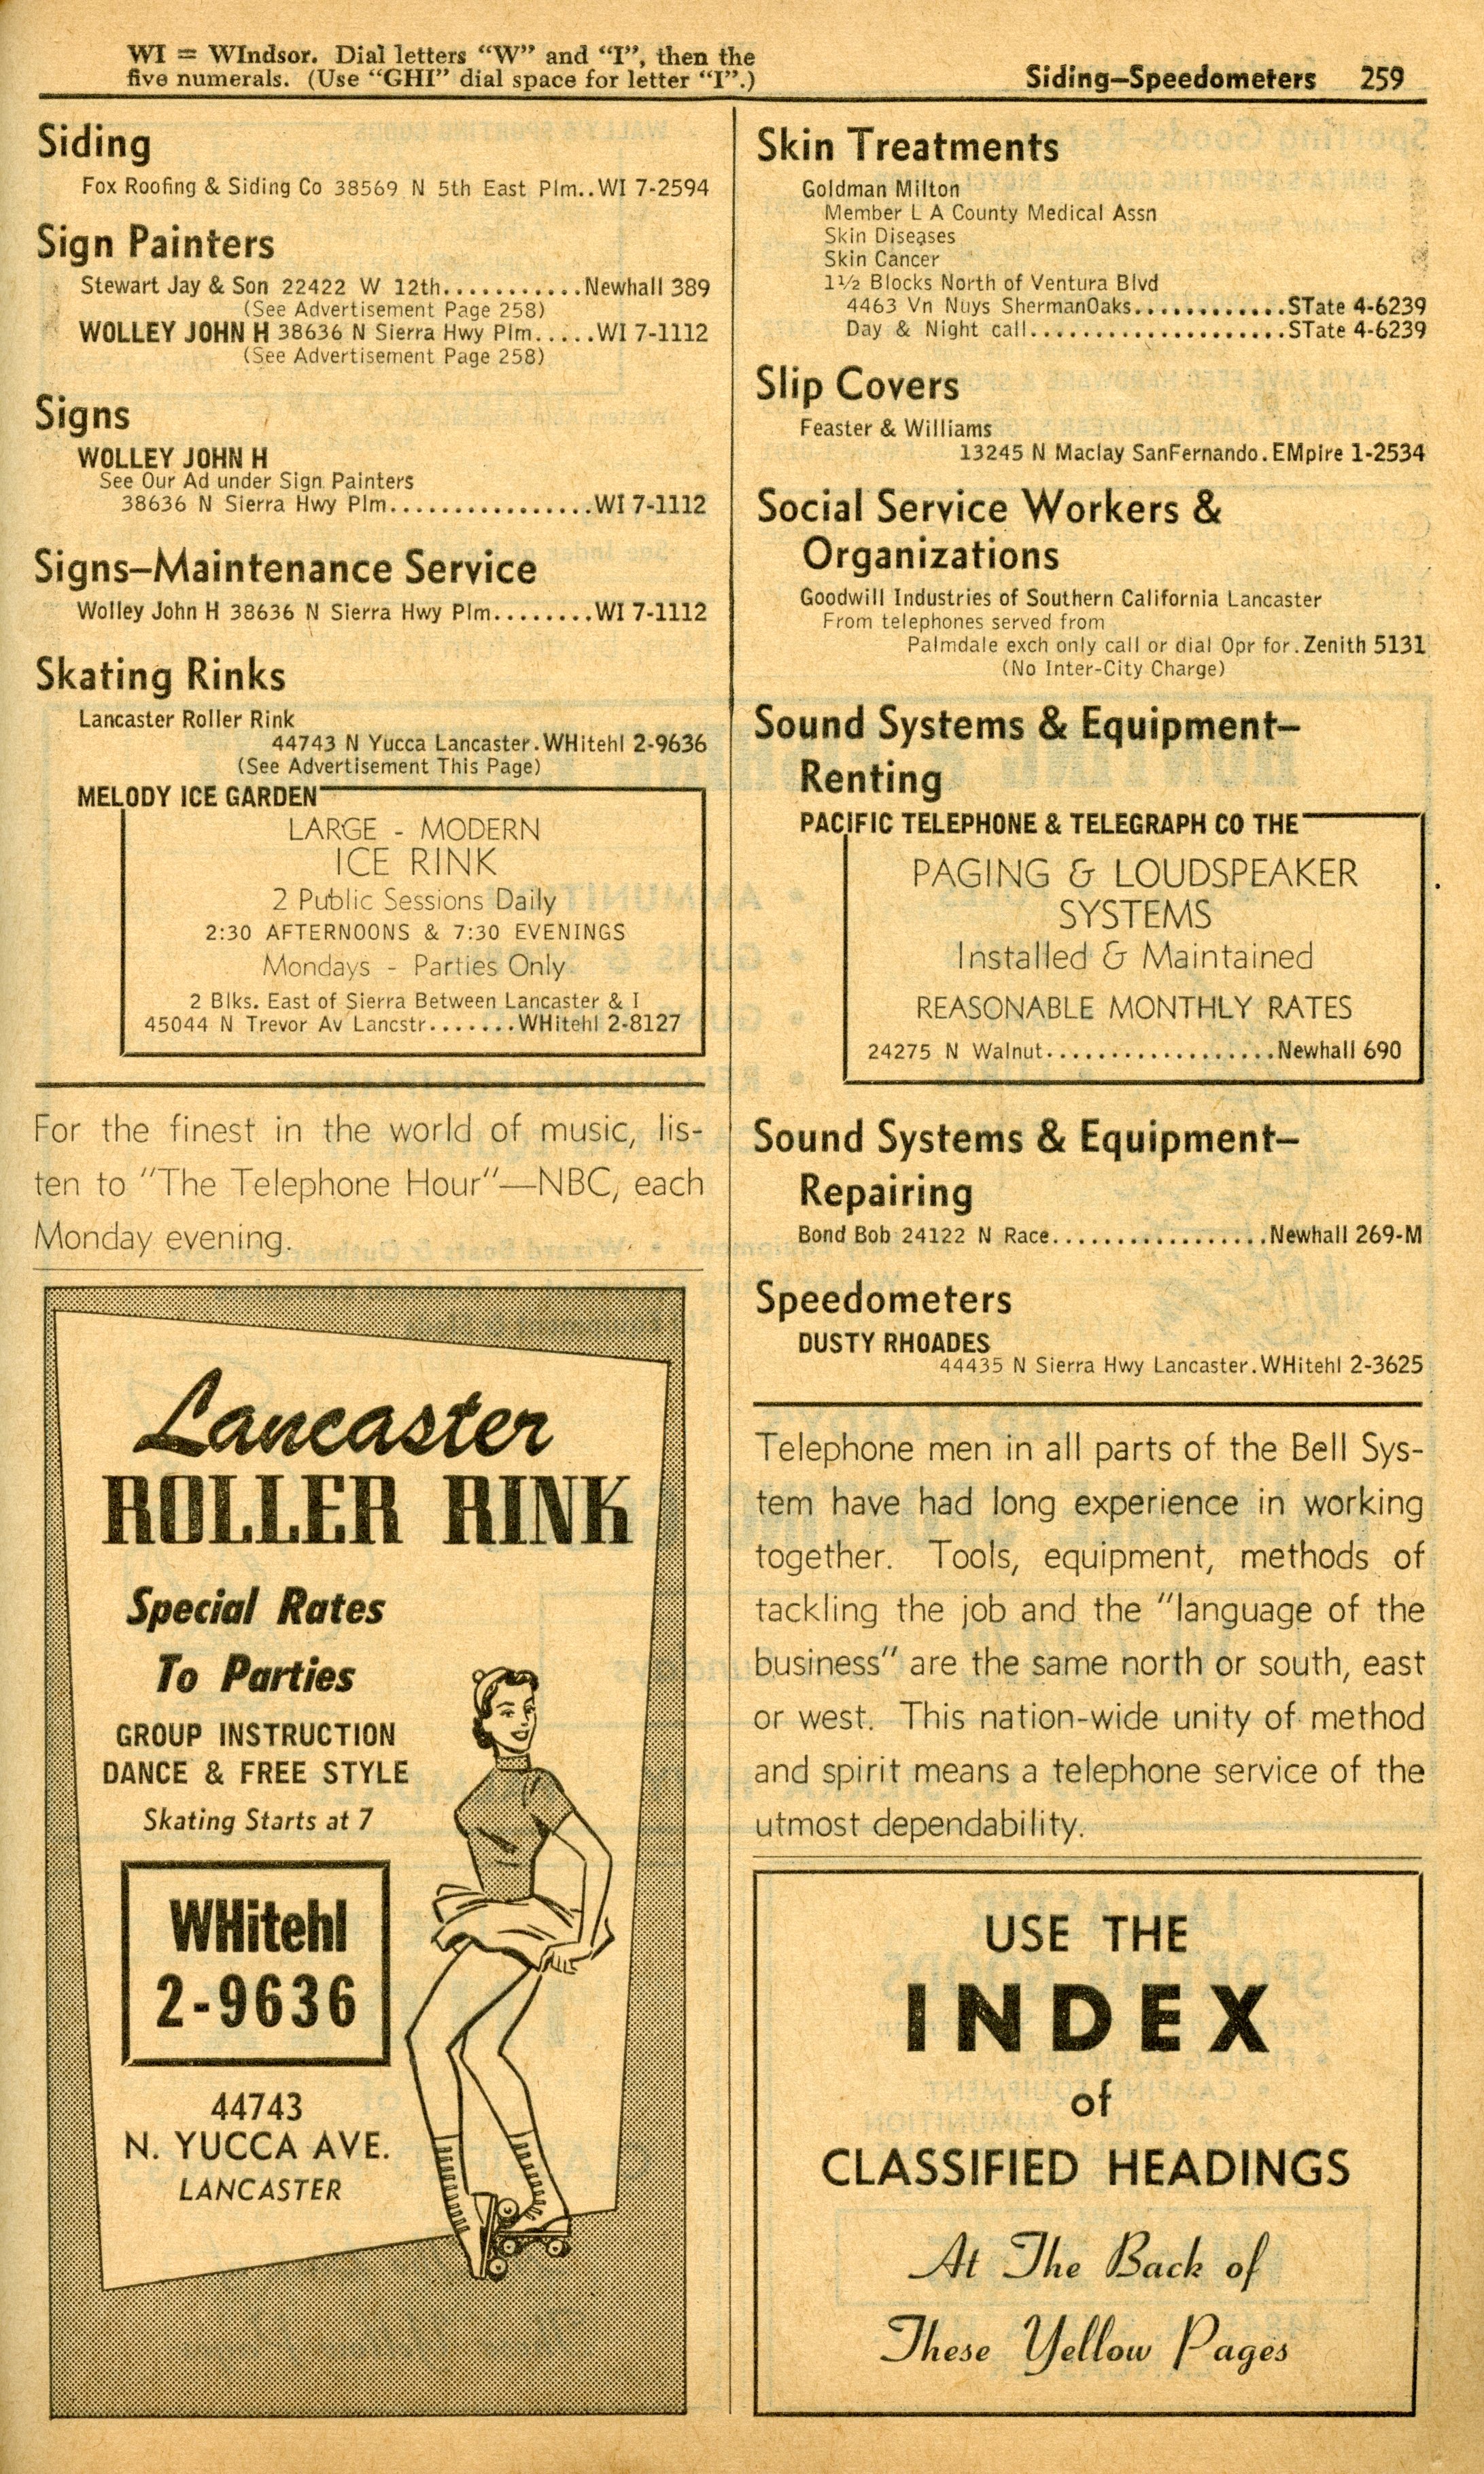 WI = WIndsor. Dial letters “W” and “I”, then the
five numerals. (Use “GHI” dial space for letter “I”.)
Siding—Speedometers 259
Siding
Fox Roofing & Siding Co 38569 N 5th East Plm..WI 7-2594
Sign Painters
Stewart Jay & Son 22422 W 12th...........Newhall 389
(See Advertisement Page 258)
WOLLEY JOHN H 38636 N Sierra Hwy Plm.....WI 7-1112
(See Advertisement Page 258)
Signs
WOLLEY JOHN H
See Our Ad under Sign Painters
38636 N Sierra Hwy Plm................WI 7-1112
Signs—Maintenance Service
Wolley John H 38636 N Sierra Hwy Plm........WI 7-1112
Skating Rinks
Lancaster Roller Rink
44743 N Yucca Lancaster.WHitehl 2-9636
(See Advertisement This Page)
MELODY ICE GARDEN
LARGE - MODERN
ICE RINK
2 Public Sessions Daily
2:30 AFTERNOONS & 7:30 EVENINGS
Mondays - Parties Only
2 Blks. East of Sierra Between Lancaster & I
45044 N Trevor Av Lancstr.......WHitehl 2-8127
For the finest in the world of music, lis-
ten to "The Telephone Hour"—NBC, each
Monday evening.
Lancaster
ROLLER RINK
Special Rates
To Parties
GROUP INSTRUCTION
DANCE & FREE STYLE
Skating Starts at 7
WHitehl
2-9636
44743
N. YUCCA AVE.
LANCASTER
Skin Treatments
Goldman Milton
Member L A County Medical Assn
Skin Diseases
Skin Cancer
1½ Blocks North of Ventura Blvd
4463 Vn Nuys ShermanOaks............STate 4-6239
Day & Night call....................STate 4-6239
Slip Covers
Feaster & Williams
13245 N Maclay SanFernando.EMpire 1-2534
Social Service Workers &
Organizations
Goodwill Industries of Southern California Lancaster
From telephones served from
Palmdale exch only call or dial Opr for.Zenith 5131
(No Inter-City Charge)
Sound Systems & Equipment—
Renting
PACIFIC TELEPHONE & TELEGRAPH CO THE
PAGING & LOUDSPEAKER
SYSTEMS
Installed & Maintained
REASONABLE MONTHLY RATES
24275 N Walnut..................Newhall 690
Sound Systems & Equipment—
Repairing
Bond Bob 24122 N Race.................Newhall 269-M
Speedometers
DUSTY RHOADES
44435 N Sierra Hwy Lancaster.WHitehl 2-3625
Telephone men in all parts of the Bell Sys-
tem have had long experience in working
together. Tools, equipment, methods of
tackling the job and the "language of the
business" are the same north or south, east
or west. This nation-wide unity of method
and spirit means a telephone service of the
utmost dependability.
USE THE
INDEX
of
CLASSIFIED HEADINGS
At The Back of
These Yellow Pages